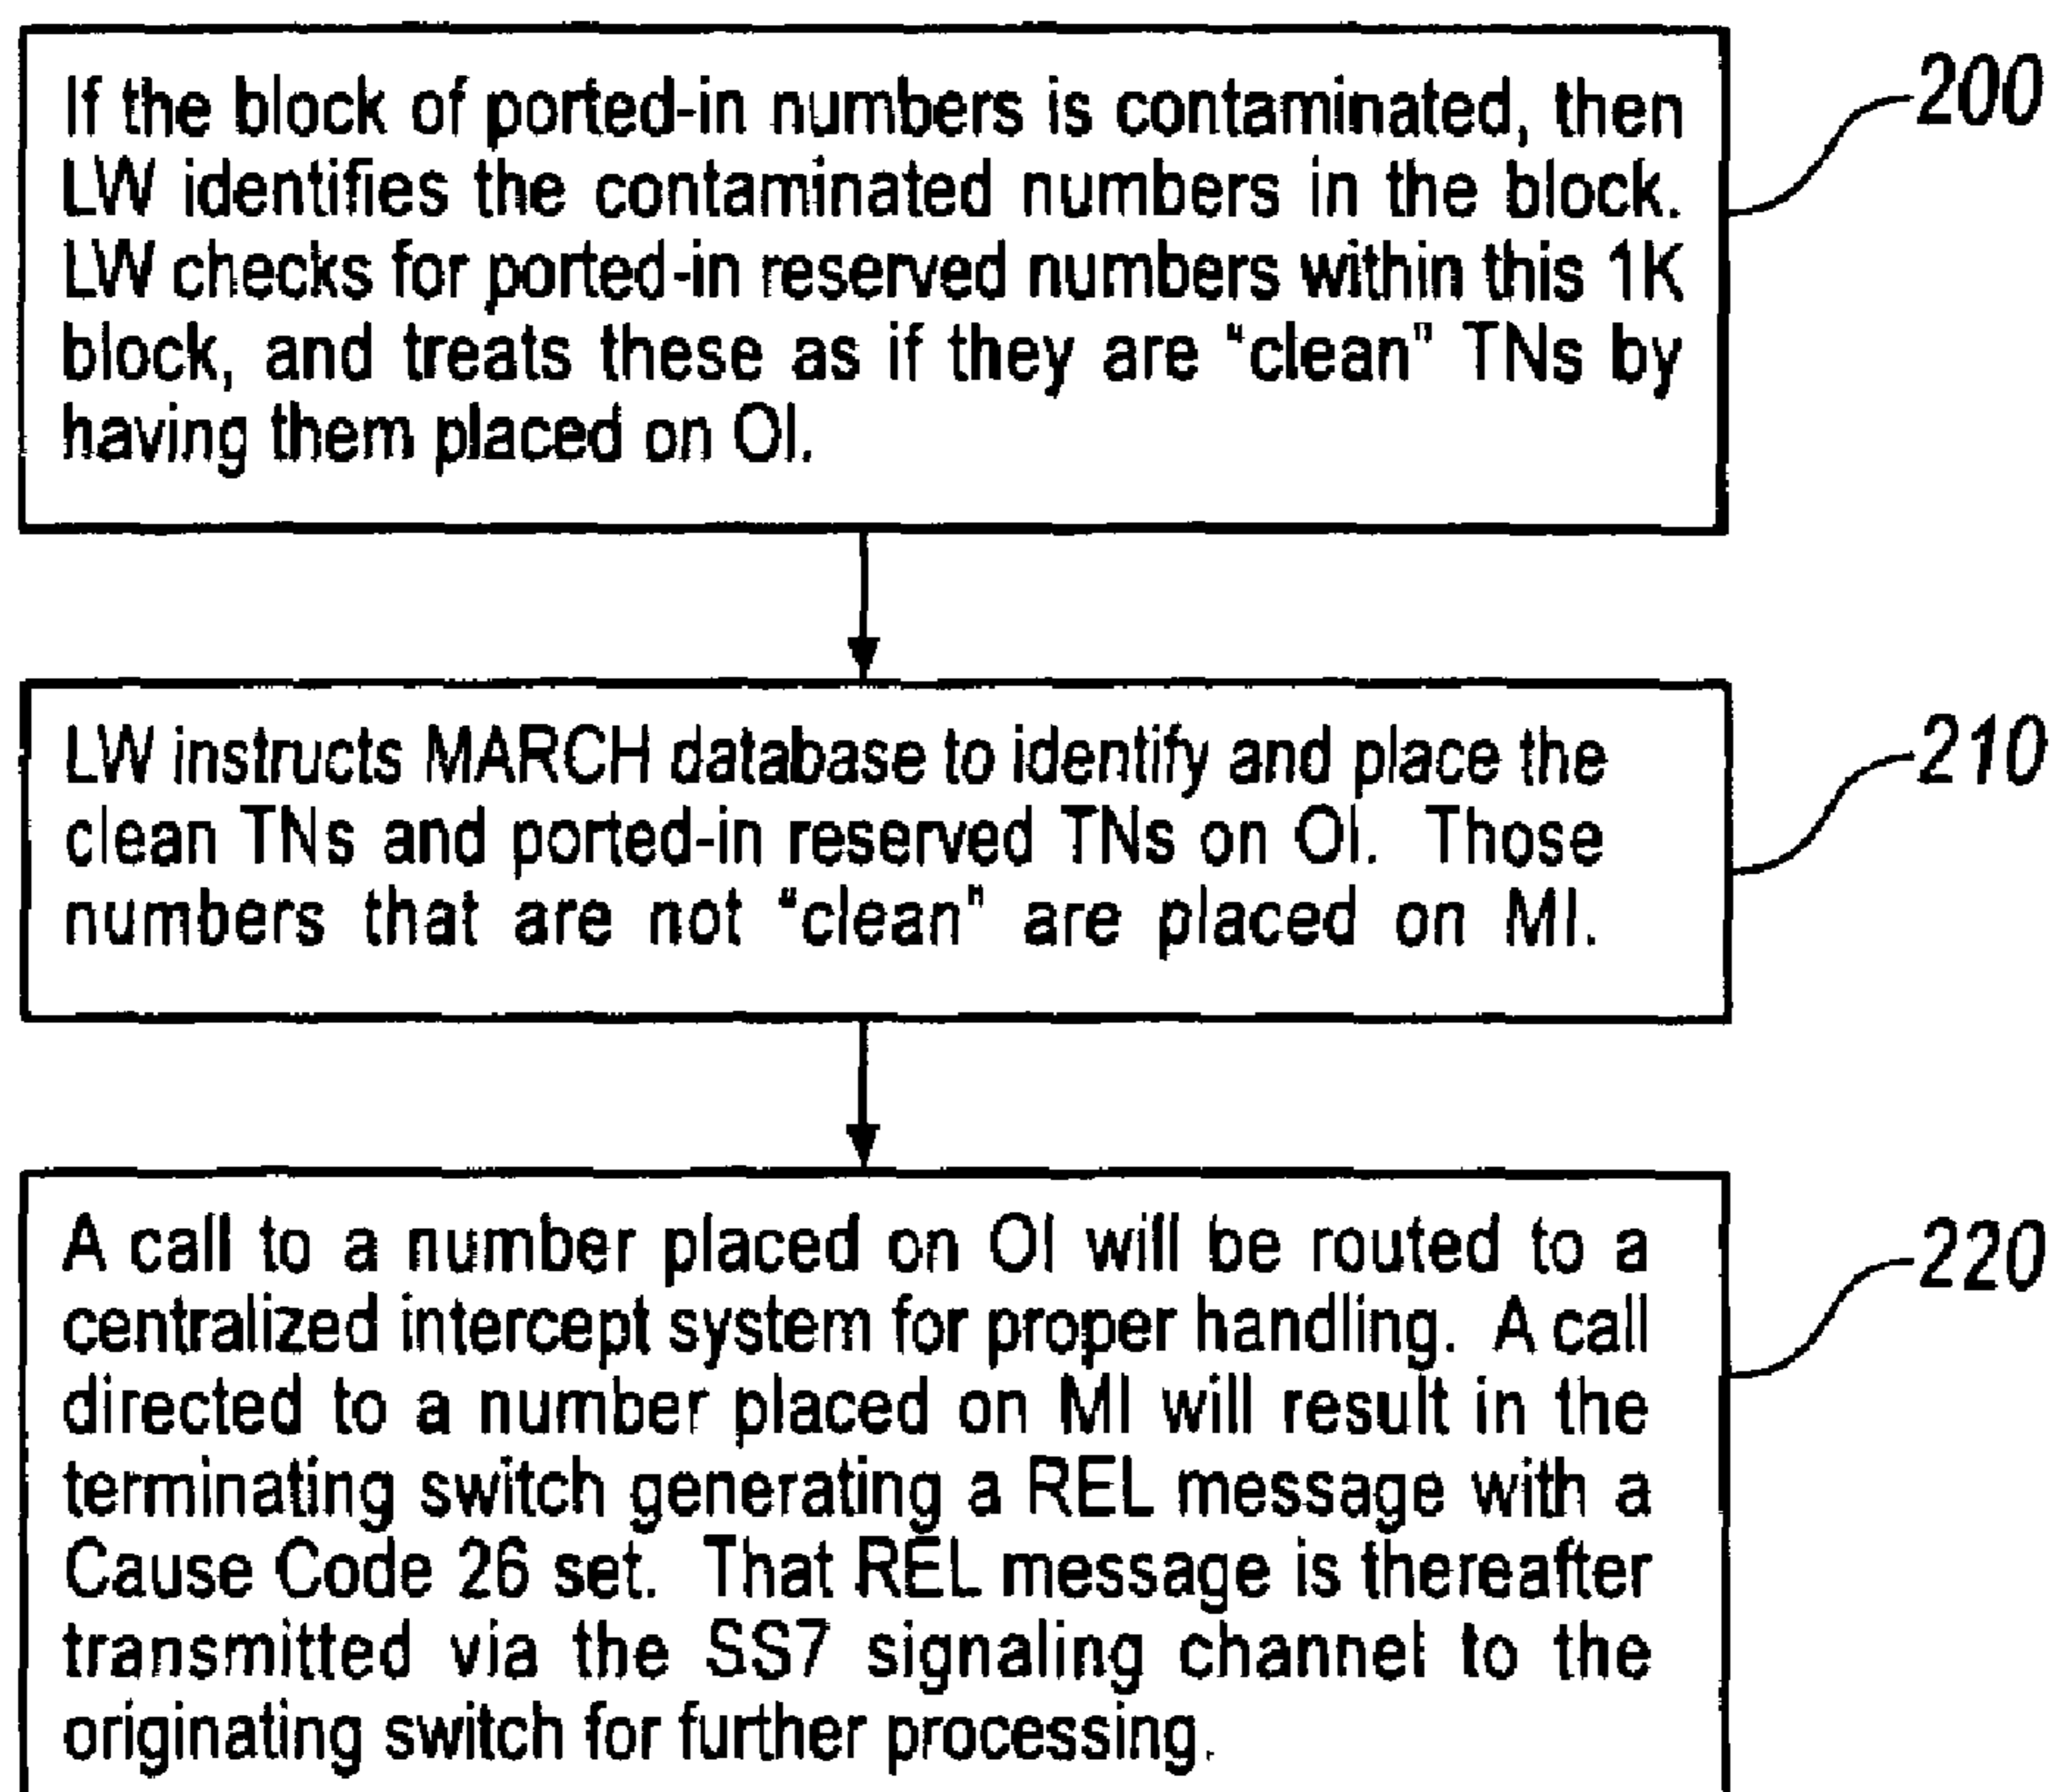 If the block of ported-in numbers is contaminated, then
LW identifies the contaminated numbers in the block.
LW checks for ported-in reserved numbers within this 1K
block, and treats these as if they are “clean” TNs by
having them placed on OI.
200
LW instructs MARCH database to identify and place the
clean TNs and ported-in reserved TNs on OI. Those
numbers that are not “clean” are placed on MI.
210
A call to a number placed on OI will be routed to a
centralized intercept system for proper handling. A call
directed to a number placed on MI will result in the
terminating switch generating a REL message with a
Cause Code 26 set. That REL message is thereafter
transmitted via the SS7 signaling channel to the
originating switch for further processing.
220